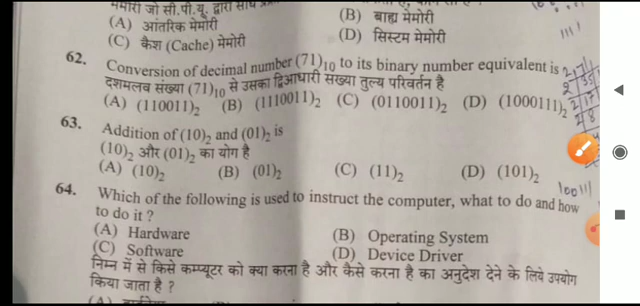 मेमोरी जो सी.पी.यू. द्वारा
(A) आंतरिक मेमोरी (B) बाह्य मेमोरी
(C) कैश (Cache) मेमोरी (D) सिस्टम मेमोरी
62. Conversion of decimal number (71)10 to its binary number equivalent is
दशमलव संख्या (71)10 से उसका द्विआधारी संख्या तुल्य परिवर्तन है
(A) (110011)2 (B) (1110011)2 (C) (0110011)2 (D) (1000111)2
63. Addition of (10)2 and (01)2 is
(10)2 और (01)2 का योग है
(A) (10)2 (B) (01)2 (C) (11)2 (D) (101)2
64. Which of the following is used to instruct the computer, what to do and how
to do it ?
(A) Hardware (B) Operating System
(C) Software (D) Device Driver
निम्न में से किसे कम्प्यूटर को क्या करना है और कैसे करना है का अनुदेश देने के लिये उपयोग
किया जाता है ?